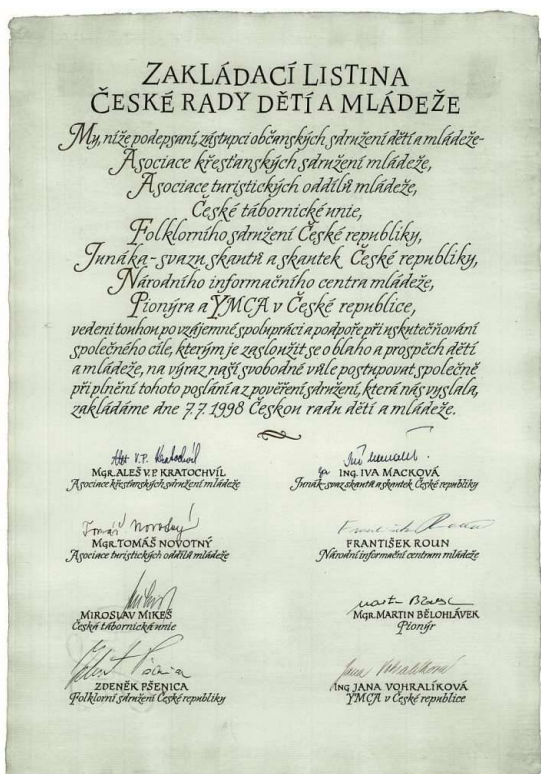 ZAKLÁDACÍ LISTINA
ČESKÉ RADY DĚTÍ A MLÁDEŽE
My, níže podepsaní, zástupci občanských sdružení dětí a mládeže-
Asociace křesťanských sdružení mládeže,
Asociace turistických oddílů mládeže,
České tábornické unie,
Folklorního sdružení České republiky,
Junáka-svazu skautů a skautek České republiky,
Národního informačního centra mládeže,
Pionýra a YMCA v České republice,
vedeni touhou po vzájemné spolupráci a podpoře při uskutečňování
společného cíle, kterým je zasloužit se o blaho a prospěch dětí
a mládeže, na výraz naší svobodné vůle postupovat společně
při plnění tohoto poslání a z pověření sdružení, která nás vyslala,
zakládáme dne 7.7.1998 Českou radu dětí a mládeže.
Aleš V.P. Kratochvíl
MGR. ALEŠ V.P. KRATOCHVÍL
Asociace křesťanských sdružení mládeže
ING. IVA MACKOVÁ
Junák-svaz skautů a skautek České republiky
Tomáš Novotný
MGR. TOMÁŠ NOVOTNÝ
Asociace turistických oddílů mládeže
FRANTIŠEK ROUN
Národní informační centrum mládeže
MIROSLAV MIKEŠ
Česká tábornická unie
MGR. MARTIN BĚLOHLÁVEK
Pionýr
ZDENĚK PŠENICA
Folklorní sdružení České republiky
Jana Vohralíková
ING JANA VOHRALÍKOVÁ
YMCA v České republice